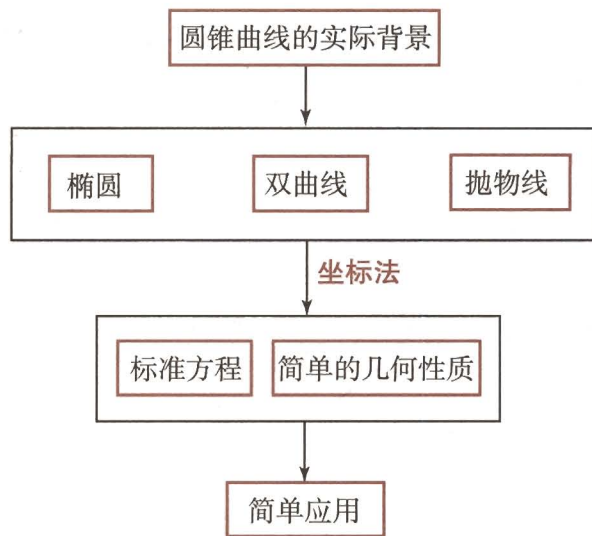 圆锥曲线的实际背景
椭圆 双曲线 抛物线
坐标法
标准方程 简单的几何性质
简单应用